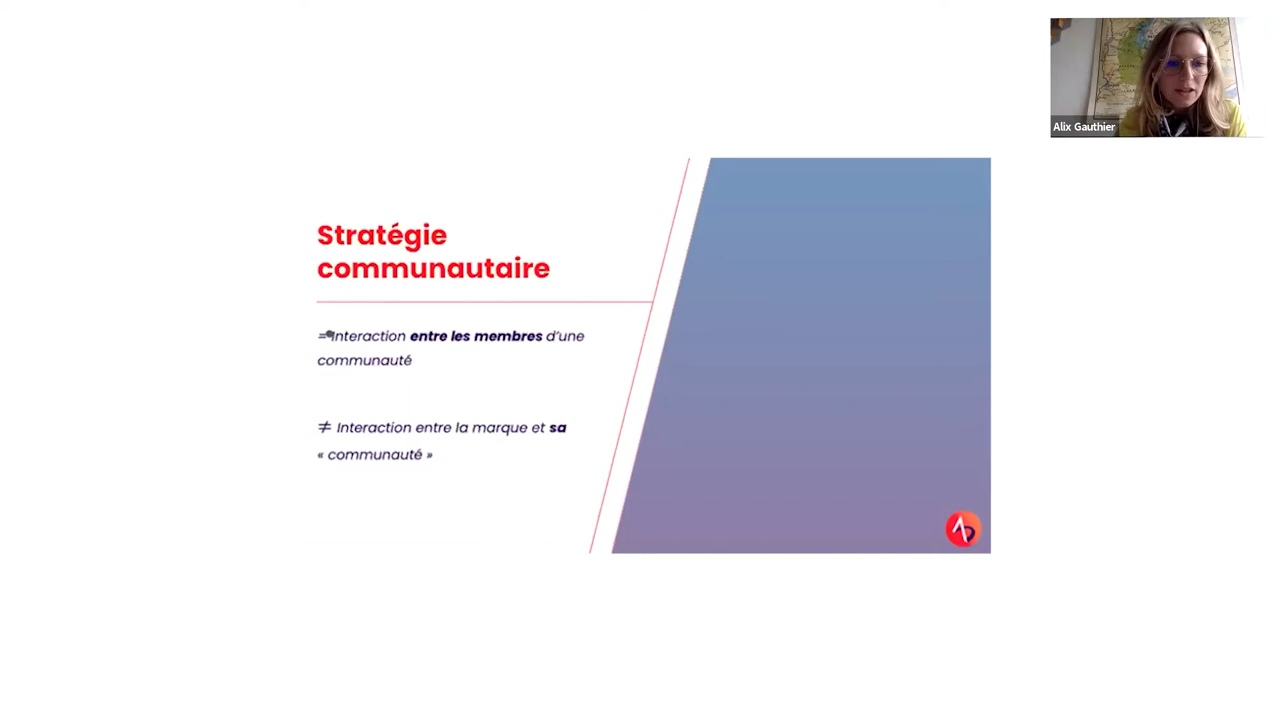 Alix Gauthier
Stratégie
communautaire
= Interaction entre les membres d'une
communauté
≠ Interaction entre la marque et sa
« communauté »